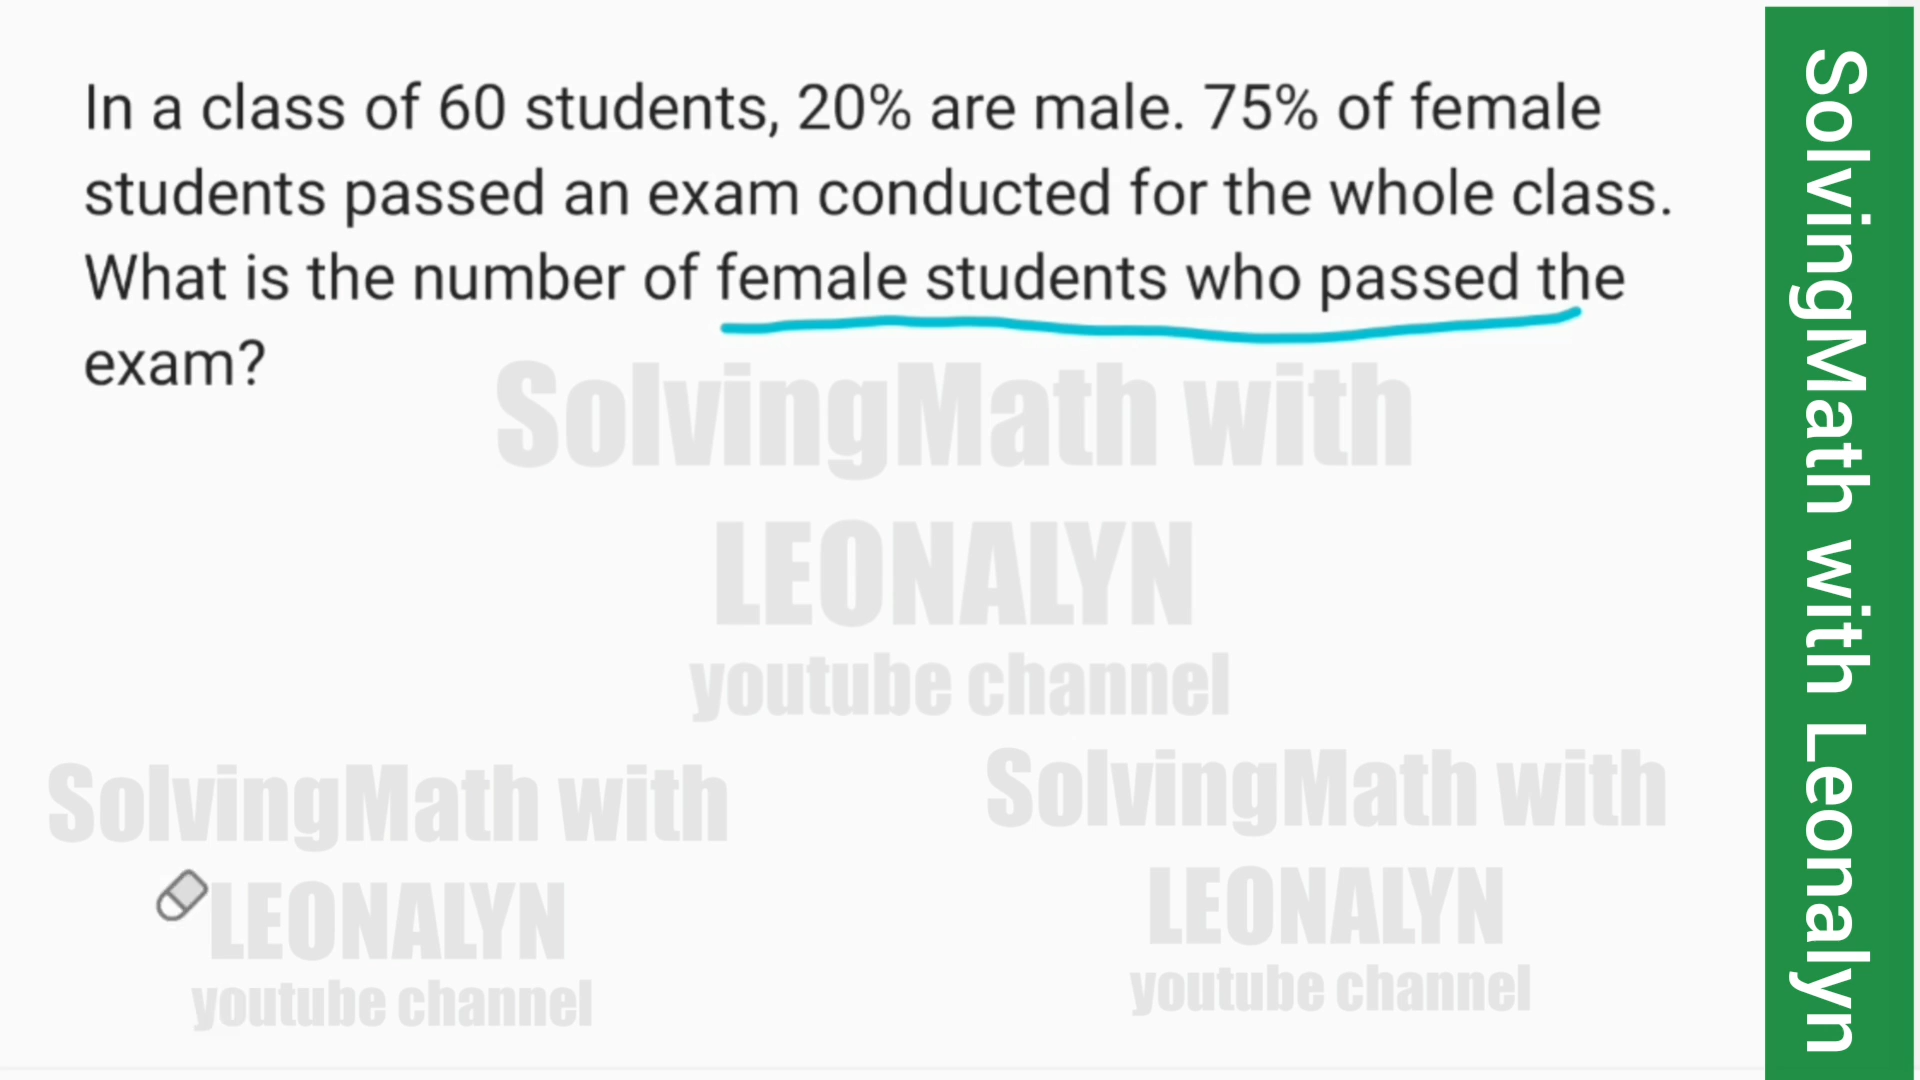 In a class of 60 students, 20% are male. 75% of female
students passed an exam conducted for the whole class.
What is the number of female students who passed the
exam?
SolvingMath with
LEONALYN
youtube channel
SolvingMath with
LEONALYN
youtube channel
SolvingMath with
LEONALYN
youtube channel
SolvingMath with Leonalyn